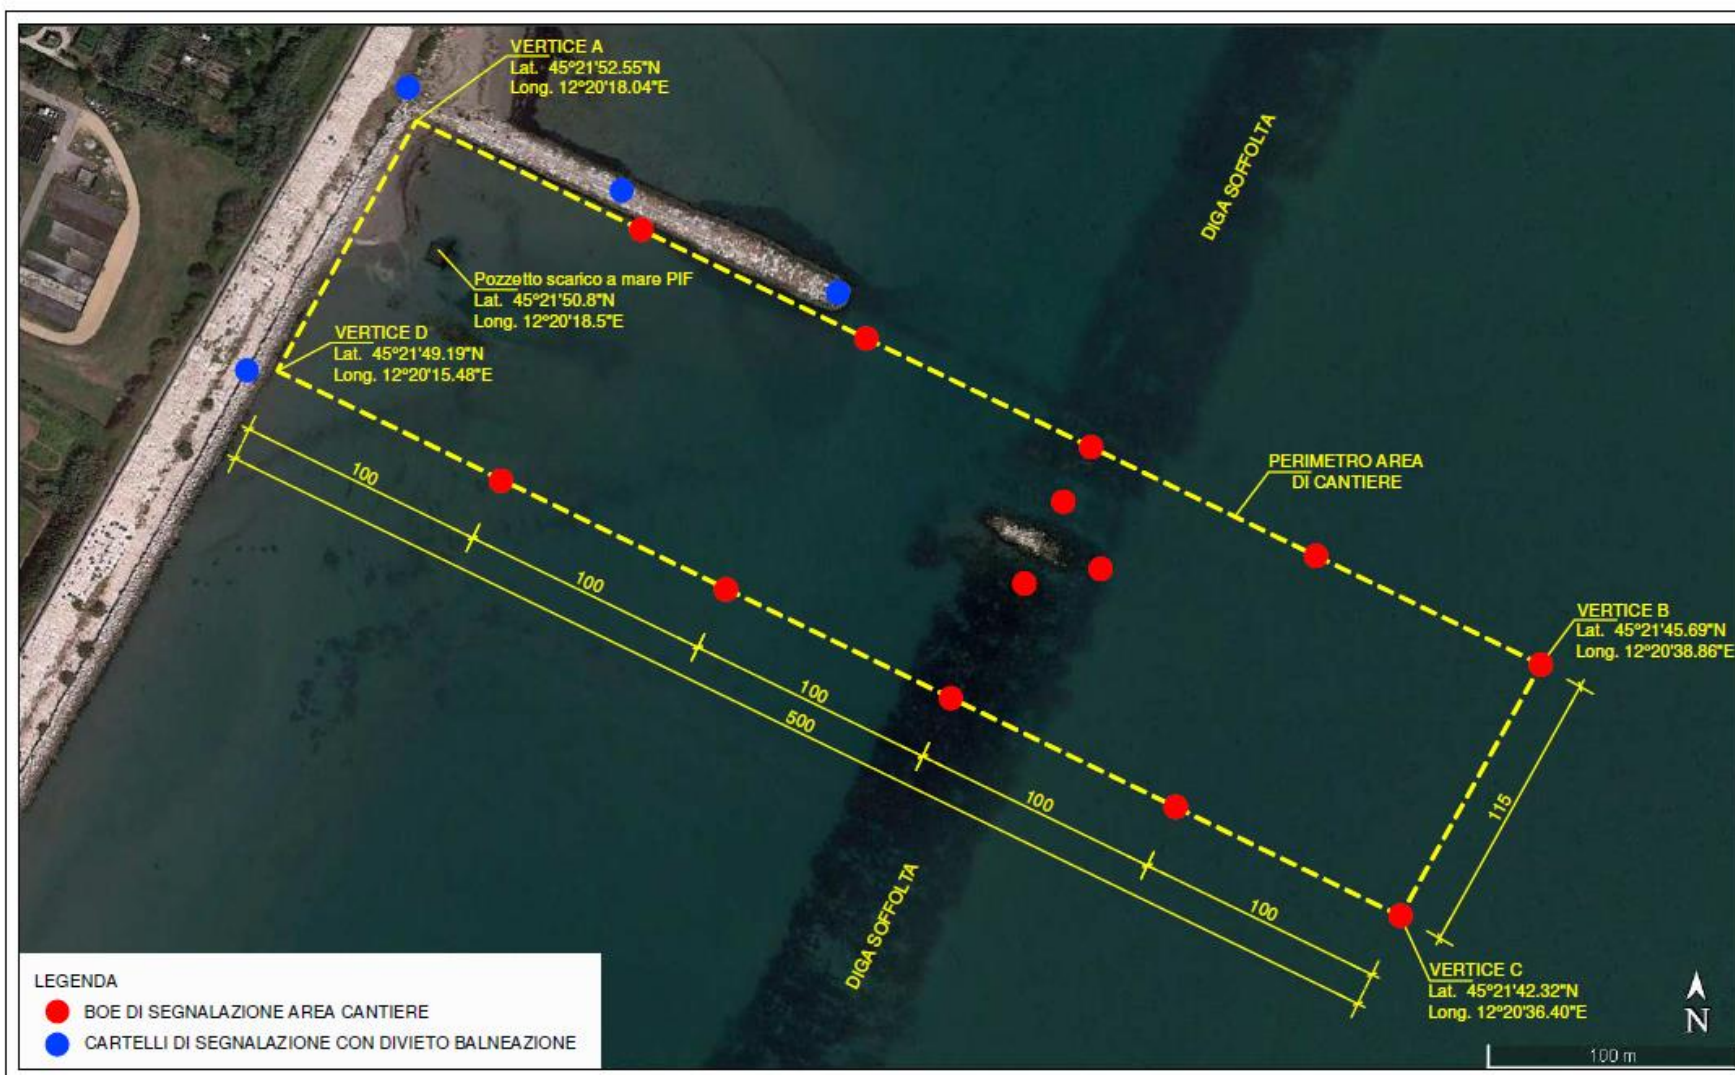 VERTICE A
Lat. 45°21'52.55"N
Long. 12°20'18.04"E
DIGA SOFFOLTA
Pozzetto scarico a mare PIF
Lat. 45°21'50.8"N
Long. 12°20'18.5"E
VERTICE D
Lat. 45°21'49.19"N
Long. 12°20'15.48"E
PERIMETRO AREA
DI CANTIERE
100
100
100
500
100
100
115
VERTICE B
Lat. 45°21'45.69"N
Long. 12°20'38.86"E
DIGA SOFFOLTA
VERTICE C
Lat. 45°21'42.32"N
Long. 12°20'36.40"E
N
100 m
LEGENDA
BOE DI SEGNALAZIONE AREA CANTIERE
CARTELLI DI SEGNALAZIONE CON DIVIETO BALNEAZIONE